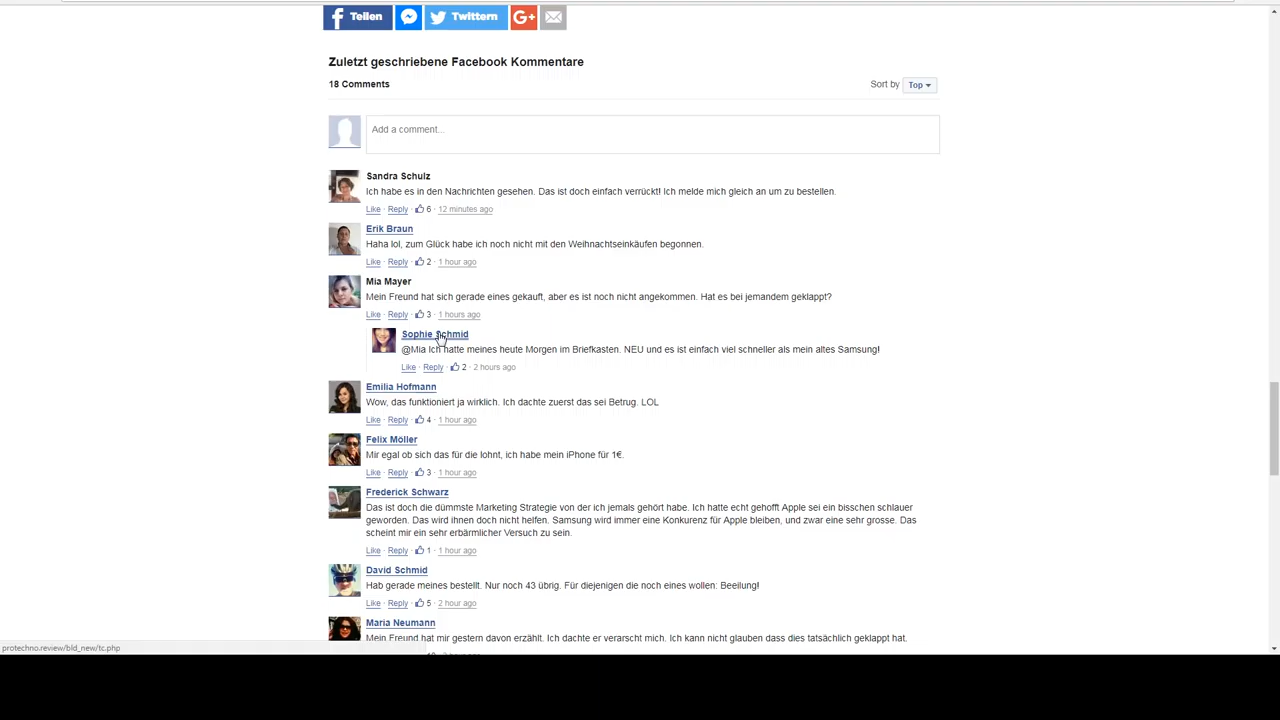 Teilen Twittern G+
Zuletzt geschriebene Facebook Kommentare
18 Comments Sort by Top
Add a comment...
Sandra Schulz
Ich habe es in den Nachrichten gesehen. Das ist doch einfach verrückt! Ich melde mich gleich an um zu bestellen.
Like · Reply · 6 · 12 minutes ago
Erik Braun
Haha lol, zum Glück habe ich noch nicht mit den Weihnachtseinkäufen begonnen.
Like · Reply · 2 · 1 hour ago
Mia Mayer
Mein Freund hat sich gerade eines gekauft, aber es ist noch nicht angekommen. Hat es bei jemandem geklappt?
Like · Reply · 3 · 1 hours ago
Sophie Schmid
@Mia Ich hatte meines heute Morgen im Briefkasten. NEU und es ist einfach viel schneller als mein altes Samsung!
Like · Reply · 2 · 2 hours ago
Emilia Hofmann
Wow, das funktioniert ja wirklich. Ich dachte zuerst das sei Betrug. LOL
Like · Reply · 4 · 1 hour ago
Felix Möller
Mir egal ob sich das für die lohnt, ich habe mein iPhone für 1€.
Like · Reply · 3 · 1 hour ago
Frederick Schwarz
Das ist doch die dümmste Marketing Strategie von der ich jemals gehört habe. Ich hatte echt gehofft Apple sei ein bisschen schlauer
geworden. Das wird ihnen doch nicht helfen. Samsung wird immer eine Konkurenz für Apple bleiben, und zwar eine sehr grosse. Das
scheint mir ein sehr erbärmlicher Versuch zu sein.
Like · Reply · 1 · 1 hour ago
David Schmid
Hab gerade meines bestellt. Nur noch 43 übrig. Für diejenigen die noch eines wollen: Beeilung!
Like · Reply · 5 · 2 hour ago
Maria Neumann
Mein Freund hat mir gestern davon erzählt. Ich dachte er verarscht mich. Ich kann nicht glauben dass dies tatsächlich geklappt hat.
protechno.review/bld_new/tc.php